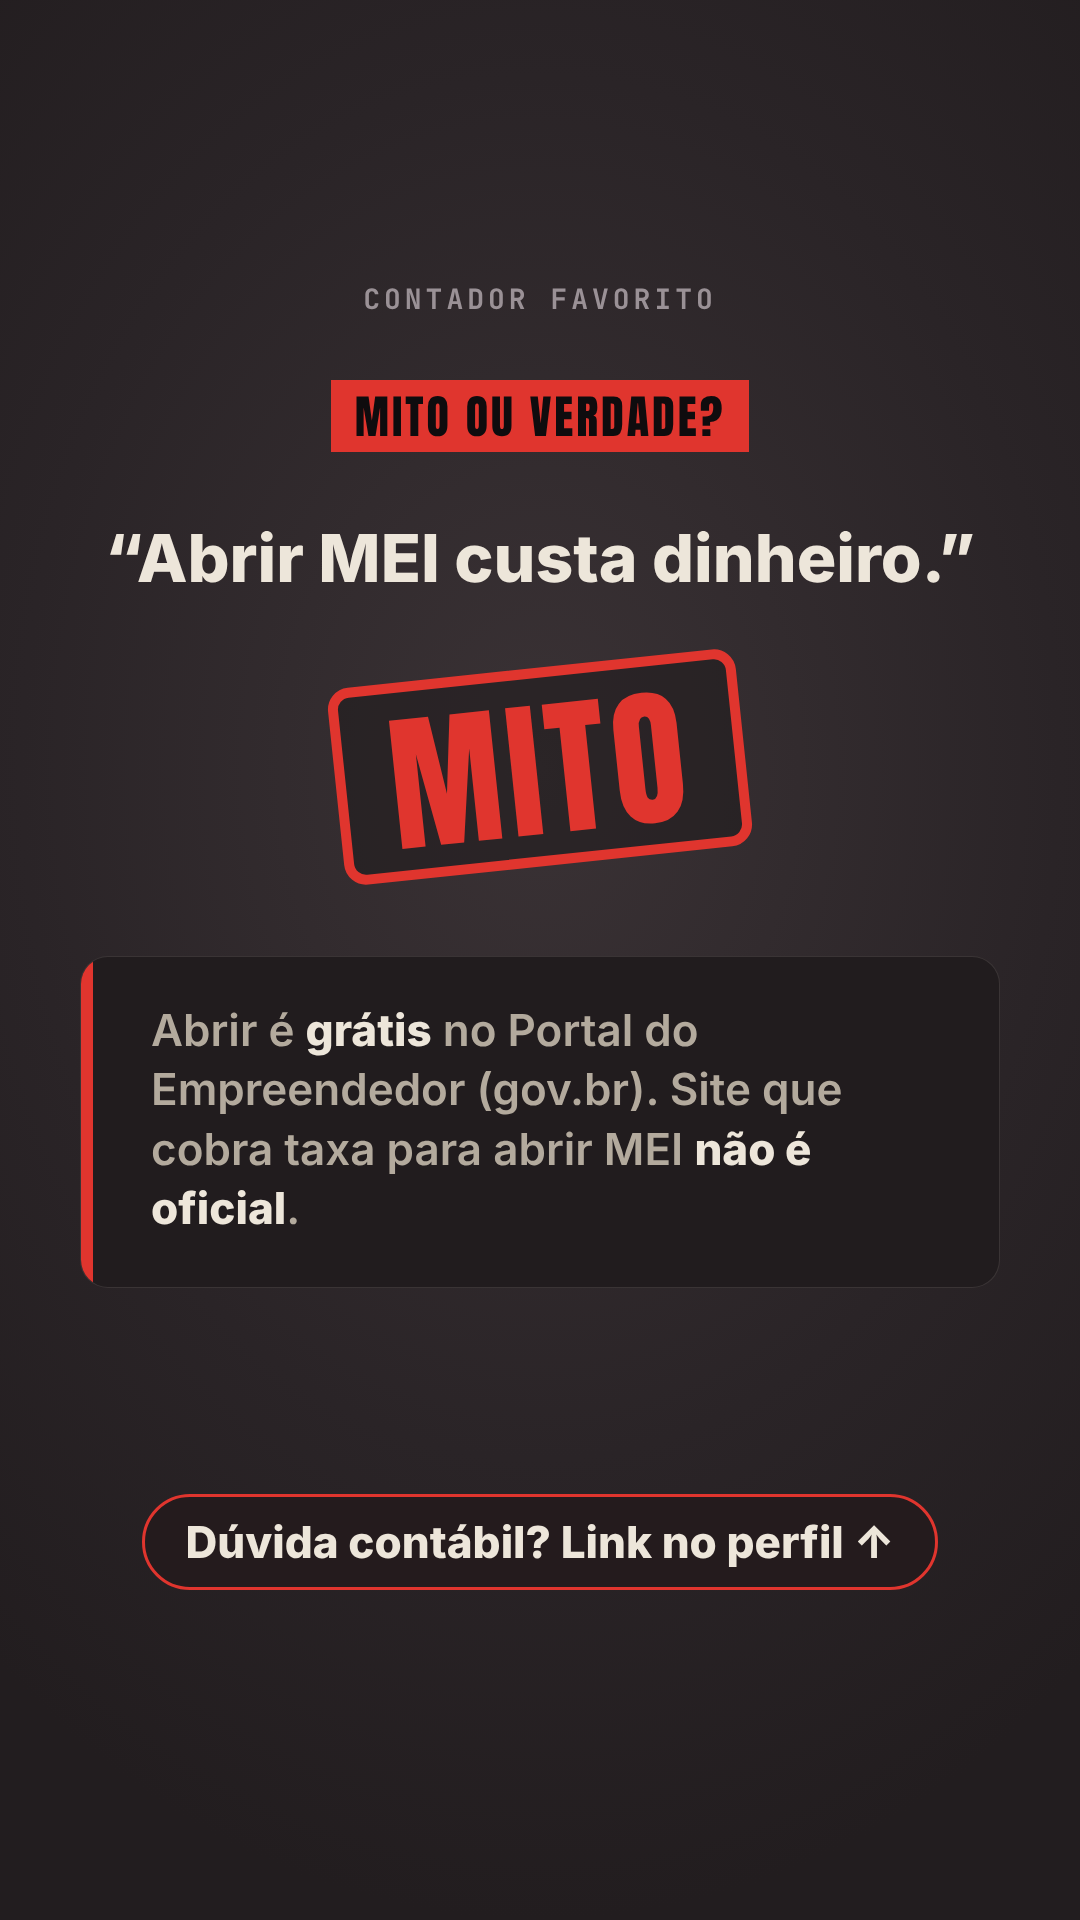 CONTADOR FAVORITO
MITO OU VERDADE?
“Abrir MEI custa dinheiro.”
MITO
Abrir é grátis no Portal do
Empreendedor (gov.br). Site que
cobra taxa para abrir MEI não é
oficial.
Dúvida contábil? Link no perfil ↑